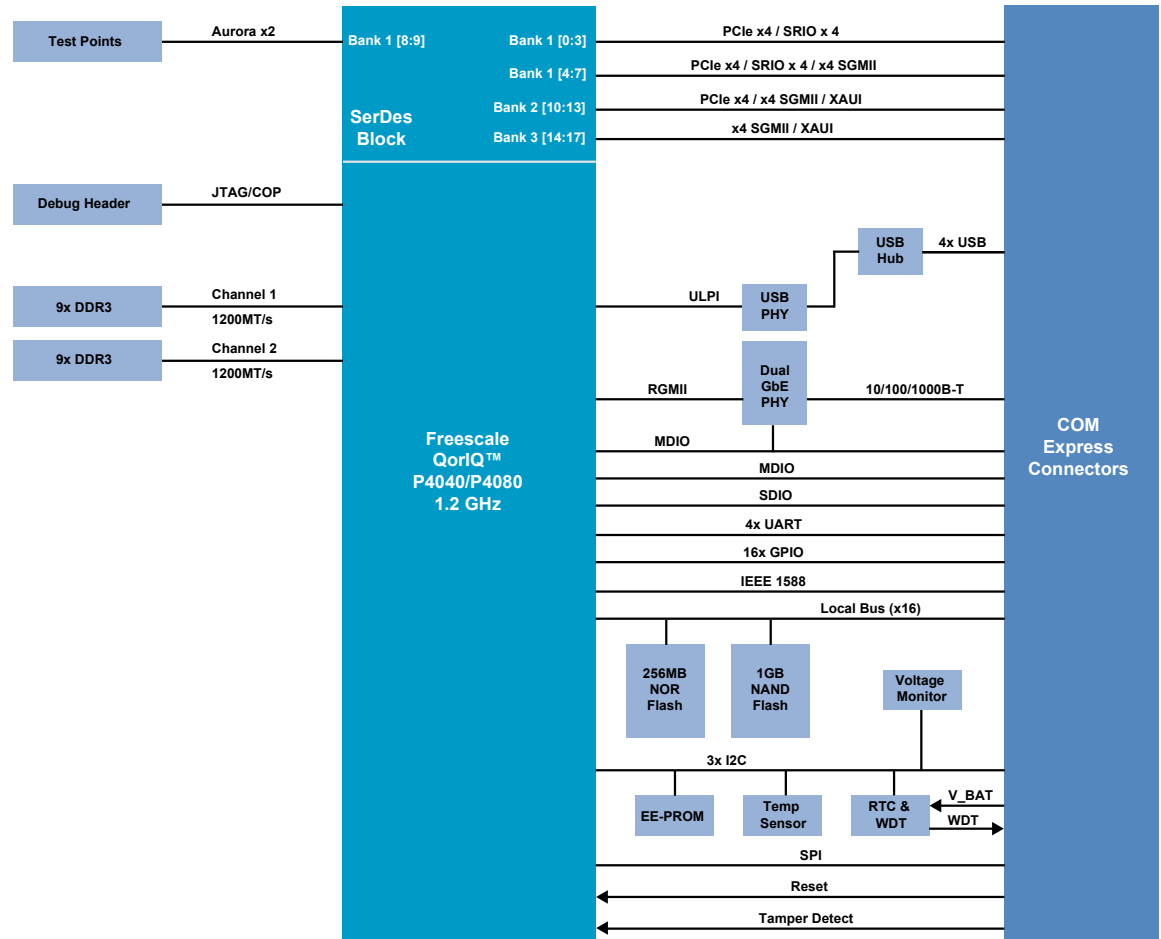 Test Points
Aurora x2
Bank 1 [8:9]
Bank 1 [0:3]
PCIe x4 / SRIO x 4
Bank 1 [4:7]
PCIe x4 / SRIO x 4 / x4 SGMII
Bank 2 [10:13]
PCIe x4 / x4 SGMII / XAUI
SerDes
Block
Bank 3 [14:17]
x4 SGMII / XAUI
Debug Header
JTAG/COP
USB
Hub
4x USB
9x DDR3
Channel 1
1200MT/s
ULPI
USB
PHY
9x DDR3
Channel 2
1200MT/s
RGMII
Dual
GbE
PHY
10/100/1000B-T
Freescale
QorIQ™
P4040/P4080
1.2 GHz
COM
Express
Connectors
MDIO
MDIO
SDIO
4x UART
16x GPIO
IEEE 1588
Local Bus (x16)
256MB
NOR
Flash
1GB
NAND
Flash
Voltage
Monitor
3x I2C
EE-PROM
Temp
Sensor
RTC &
WDT
V_BAT
WDT
SPI
Reset
Tamper Detect